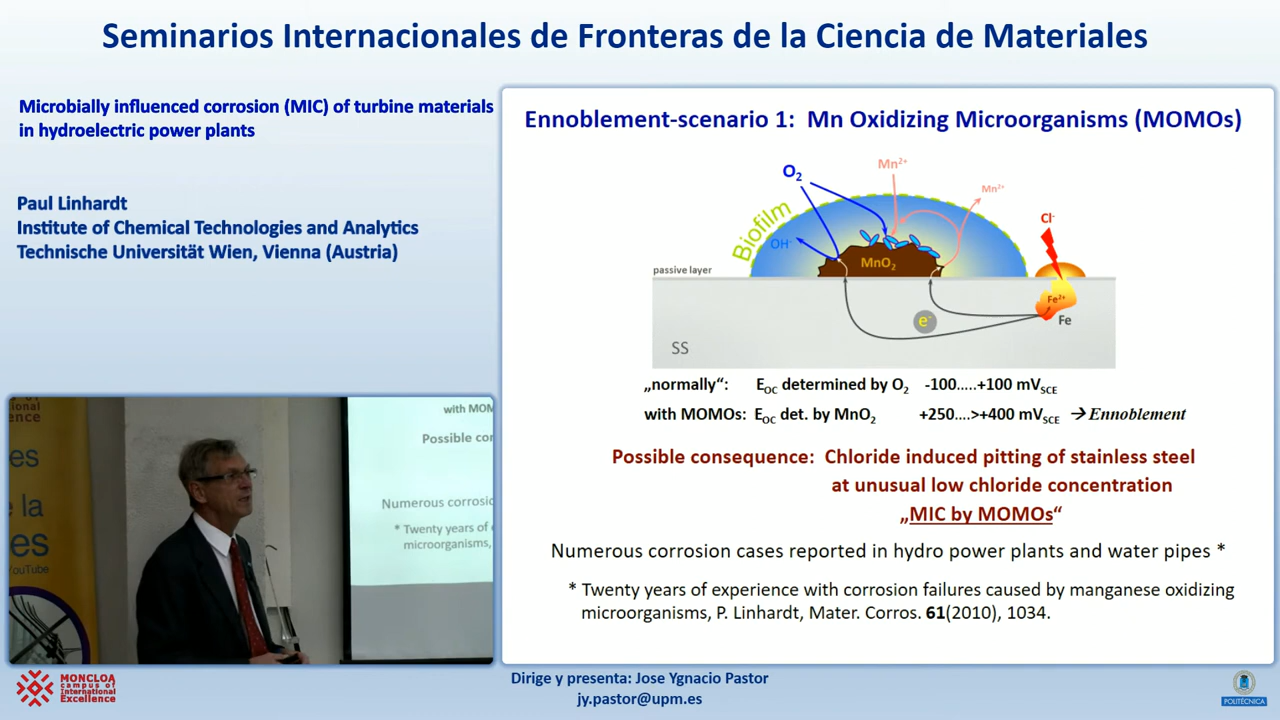 Seminarios Internacionales de Fronteras de la Ciencia de Materiales
Microbially influenced corrosion (MIC) of turbine materials
in hydroelectric power plants
Paul Linhardt
Institute of Chemical Technologies and Analytics
Technische Universität Wien, Vienna (Austria)
Ennoblement-scenario 1: Mn Oxidizing Microorganisms (MOMOs)
O₂
Mn²⁺
Mn²⁺
Cl⁻
Biofilm
OH⁻
MnO₂
passive layer
Fe²⁺
Fe
e⁻
SS
„normally“: E_OC determined by O₂ -100.....+100 mV_SCE
with MOMOs: E_OC det. by MnO₂ +250....>+400 mV_SCE → Ennoblement
Possible consequence: Chloride induced pitting of stainless steel
at unusual low chloride concentration
„MIC by MOMOs“
Numerous corrosion cases reported in hydro power plants and water pipes *
* Twenty years of experience with corrosion failures caused by manganese oxidizing
microorganisms, P. Linhardt, Mater. Corros. 61(2010), 1034.
with MOM
Possible co
Numerous corrosi
* Twenty years of
microorganisms,
es
la
es
YouTube
MONCLOA
campus of
International
Excellence
Dirige y presenta: Jose Ygnacio Pastor
jy.pastor@upm.es
POLITÉCNICA